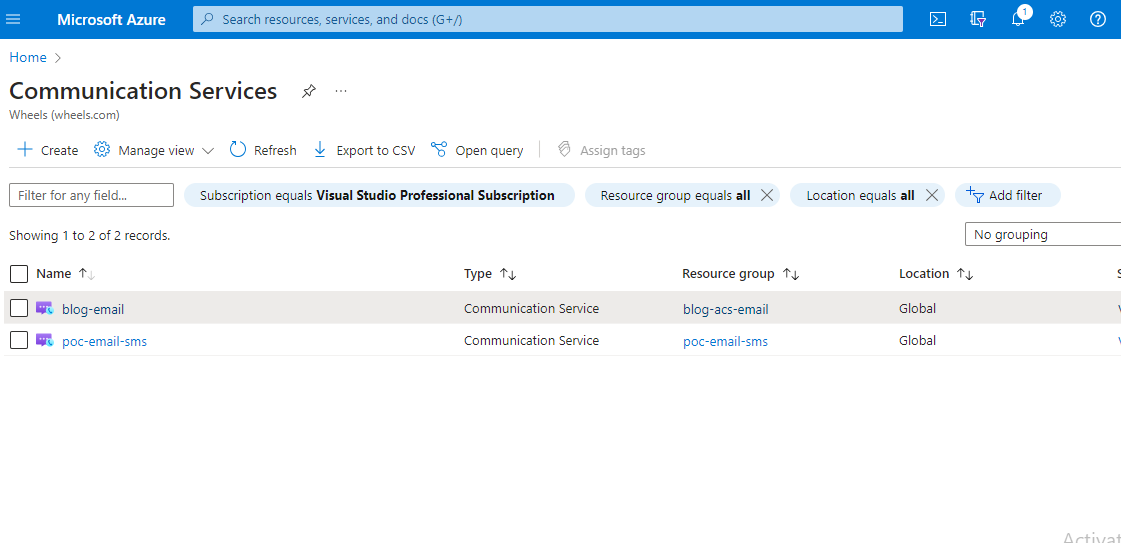 Microsoft Azure
Search resources, services, and docs (G+/)
1
Home
Communication Services
Wheels (wheels.com)
Create Manage view Refresh Export to CSV Open query Assign tags
Filter for any field... Subscription equals Visual Studio Professional Subscription Resource group equals all Location equals all Add filter
Showing 1 to 2 of 2 records.
No grouping
Name Type Resource group Location
blog-email Communication Service blog-acs-email Global
poc-email-sms Communication Service poc-email-sms Global
Activat